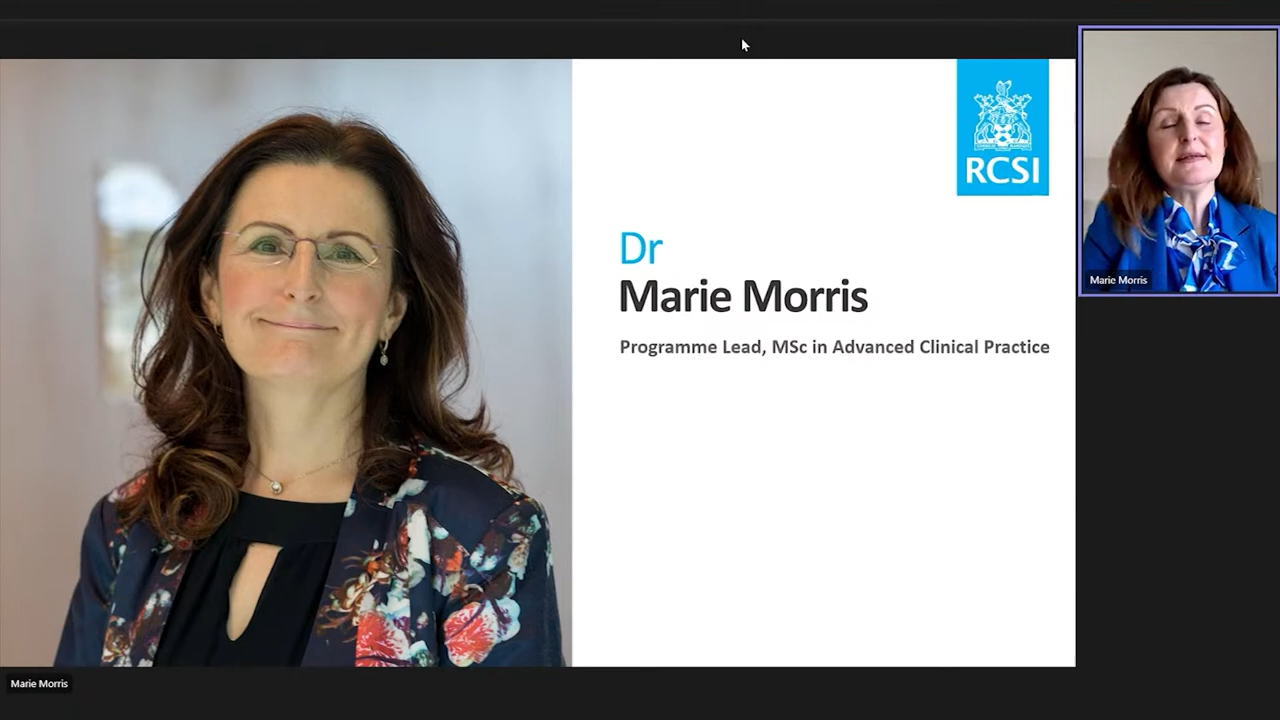 RCSI
Dr
Marie Morris
Programme Lead, MSc in Advanced Clinical Practice
Marie Morris
Marie Morris